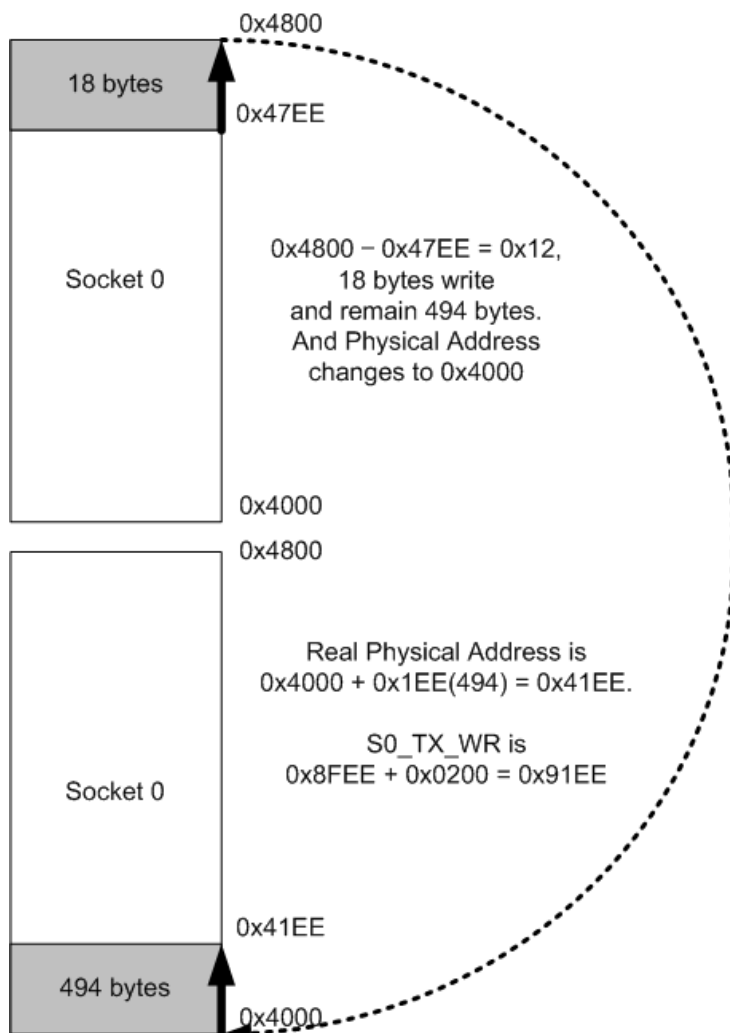 0x4800
18 bytes
0x47EE
Socket 0
0x4800 – 0x47EE = 0x12,
18 bytes write
and remain 494 bytes.
And Physical Address
changes to 0x4000
0x4000
0x4800
Real Physical Address is
0x4000 + 0x1EE(494) = 0x41EE.
S0_TX_WR is
0x8FEE + 0x0200 = 0x91EE
Socket 0
0x41EE
494 bytes
0x4000